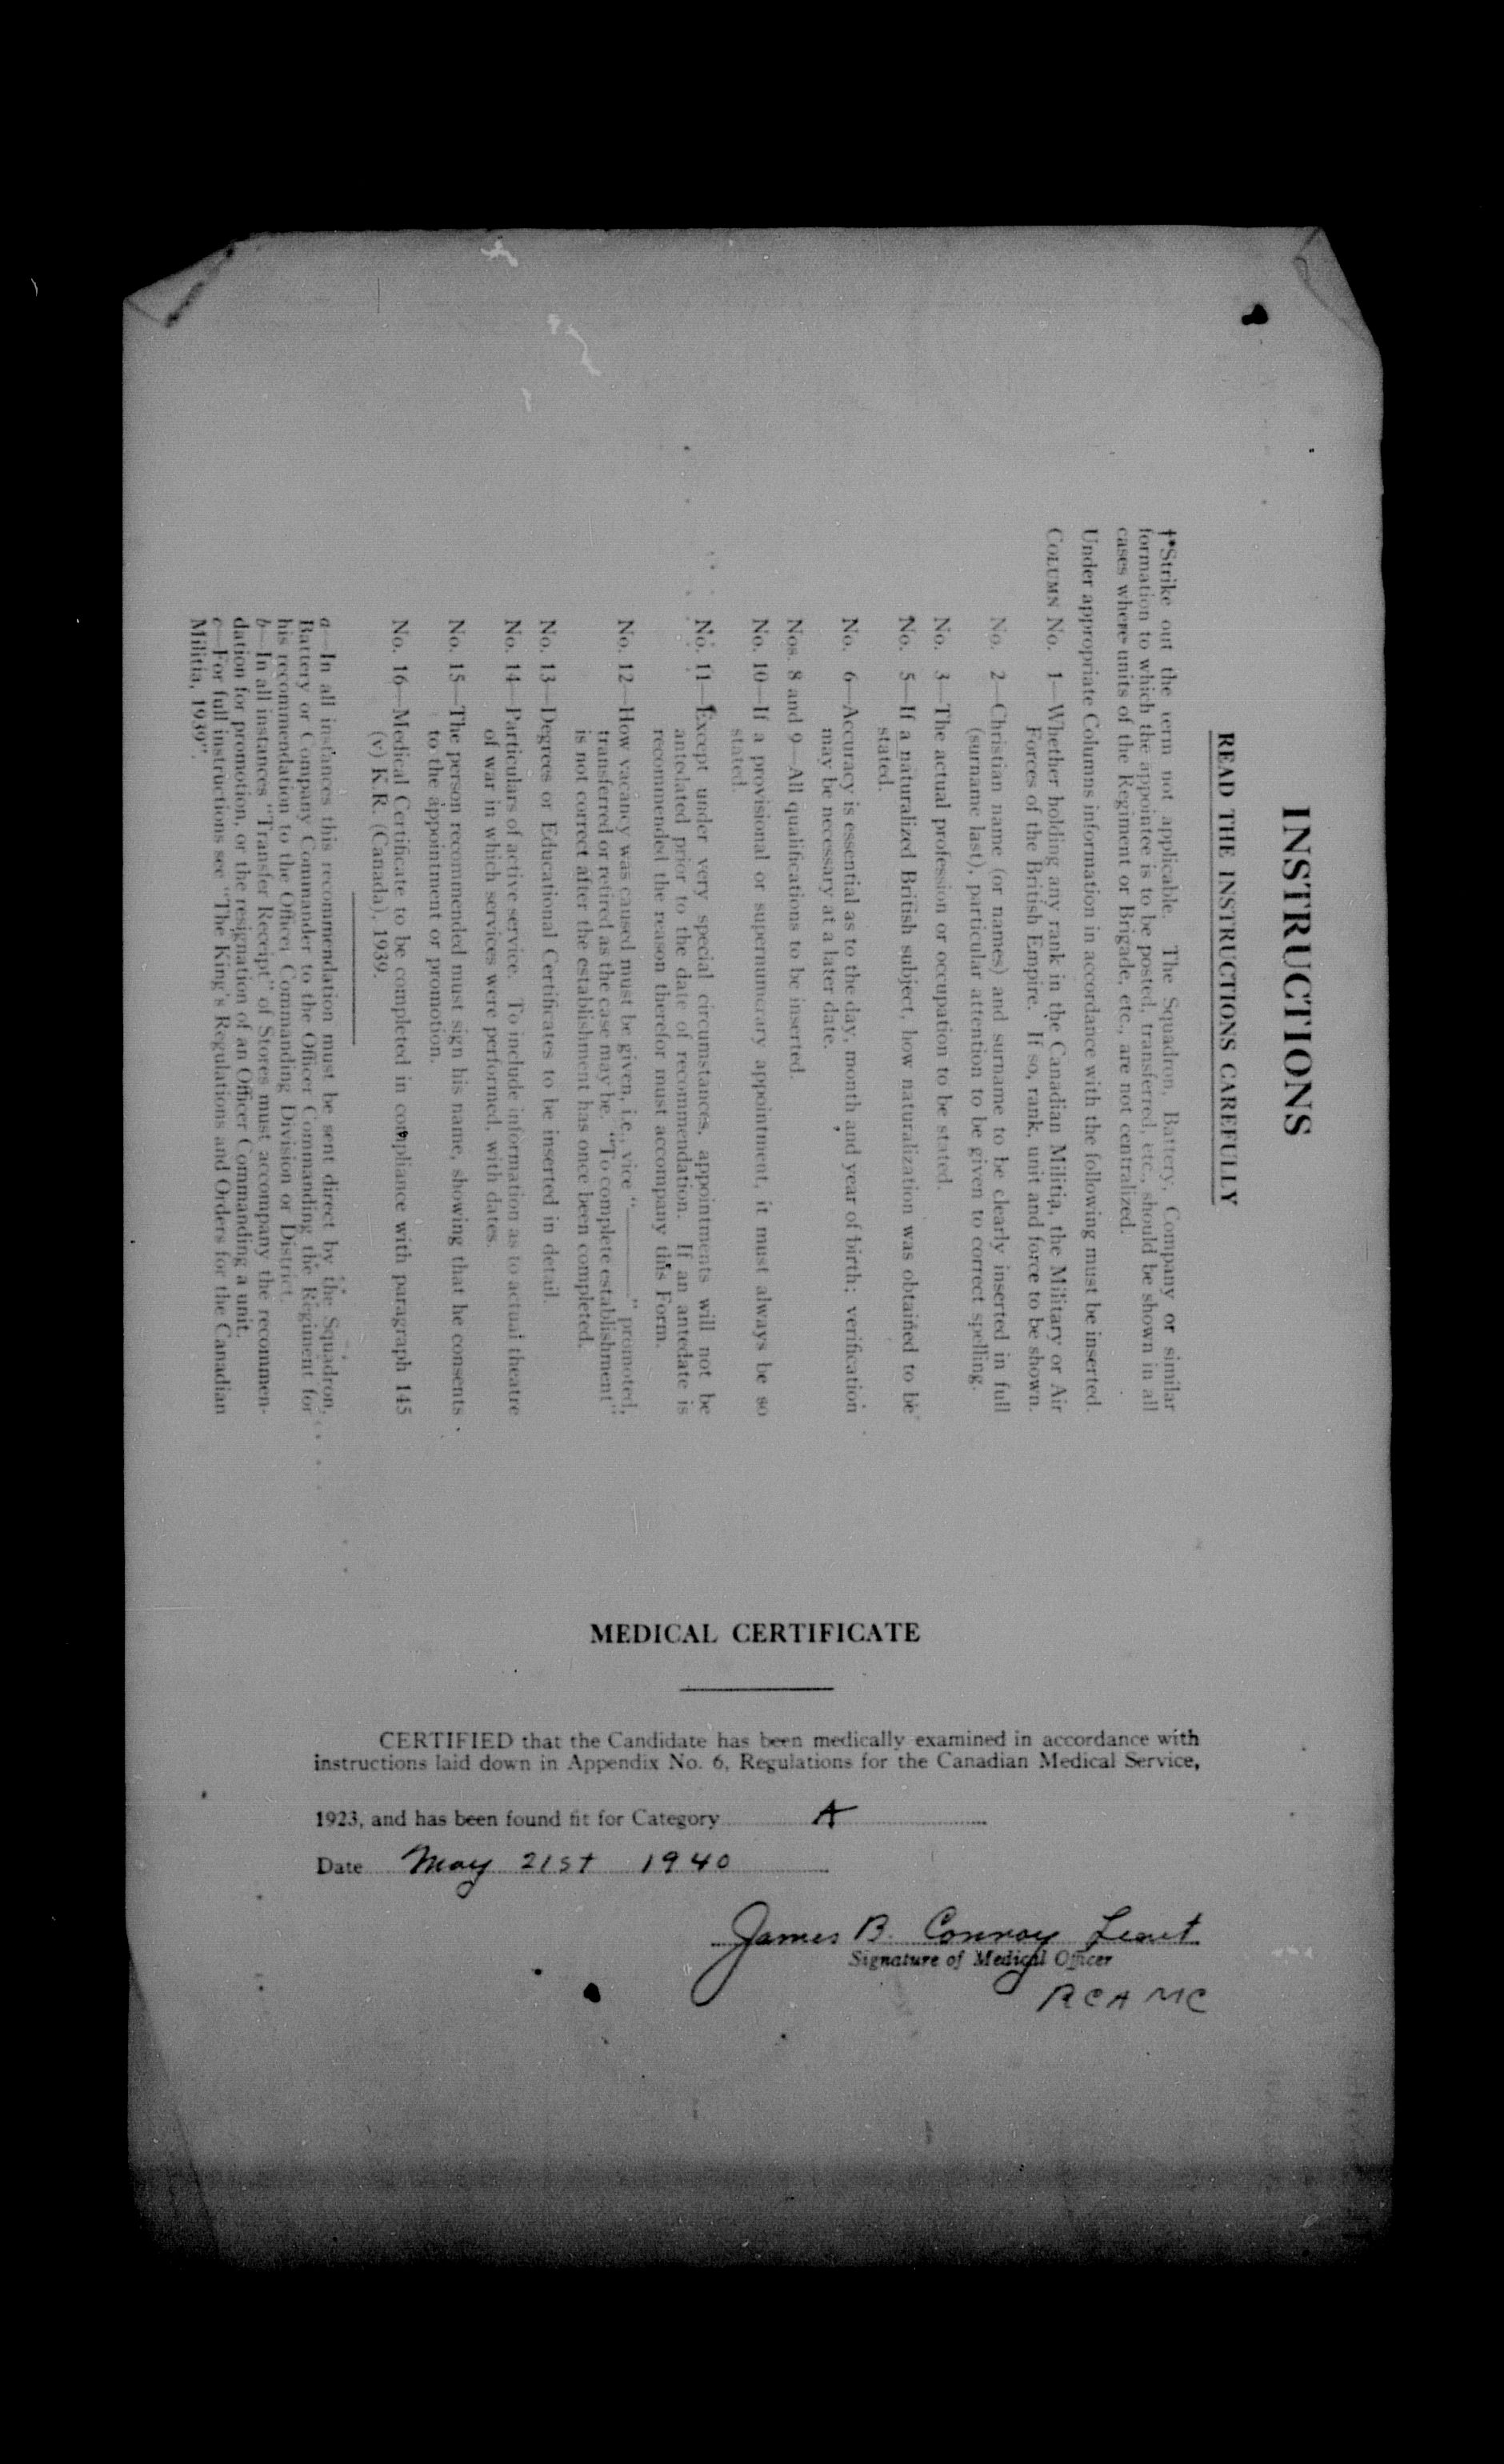 INSTRUCTIONS
READ THE INSTRUCTIONS CAREFULLY
†*Strike out the term not applicable. The Squadron, Battery, Company or similar
formation to which the appointee is to be posted, transferred, etc., should be shown in all
cases where units of the Regiment or Brigade, etc., are not centralized.
Under appropriate Columns information in accordance with the following must be inserted.
COLUMN No. 1—Whether holding any rank in the Canadian Militia, the Military or Air
Forces of the British Empire. If so, rank, unit and force to be shown.
No. 2—Christian name (or names) and surname to be clearly inserted in full
(surname last), particular attention to be given to correct spelling.
No. 3—The actual profession or occupation to be stated.
No. 5—If a naturalized British subject, how naturalization was obtained to be
stated.
No. 6—Accuracy is essential as to the day, month and year of birth; verification
may be necessary at a later date.
Nos. 8 and 9—All qualifications to be inserted.
No. 10—If a provisional or supernumerary appointment, it must always be so
stated.
No. 11—Except under very special circumstances, appointments will not be
antedated prior to the date of recommendation. If an antedate is
recommended the reason therefor must accompany this Form.
No. 12—How vacancy was caused must be given, i.e., vice "________" promoted,
transferred or retired as the case may be. "To complete establishment"
is not correct after the establishment has once been completed.
No. 13—Degrees or Educational Certificates to be inserted in detail.
No. 14—Particulars of active service. To include information as to actual theatre
of war in which services were performed, with dates.
No. 15—The person recommended must sign his name, showing that he consents
to the appointment or promotion.
No. 16—Medical Certificate to be completed in compliance with paragraph 145
(v) K.R. (Canada), 1939.
a—In all instances this recommendation must be sent direct by the Squadron,
Battery or Company Commander to the Officer Commanding the Regiment for
his recommendation to the Officer Commanding Division or District.
b—In all instances "Transfer Receipt" of Stores must accompany the recommen-
dation for promotion, or the resignation of an Officer Commanding a unit.
c—For full instructions see "The King's Regulations and Orders for the Canadian
Militia, 1939".
MEDICAL CERTIFICATE
CERTIFIED that the Candidate has been medically examined in accordance with
instructions laid down in Appendix No. 6, Regulations for the Canadian Medical Service,
1923, and has been found fit for Category A
Date May 21st 1940
James B. Conroy Lieut
Signature of Medical Officer
RCAMC